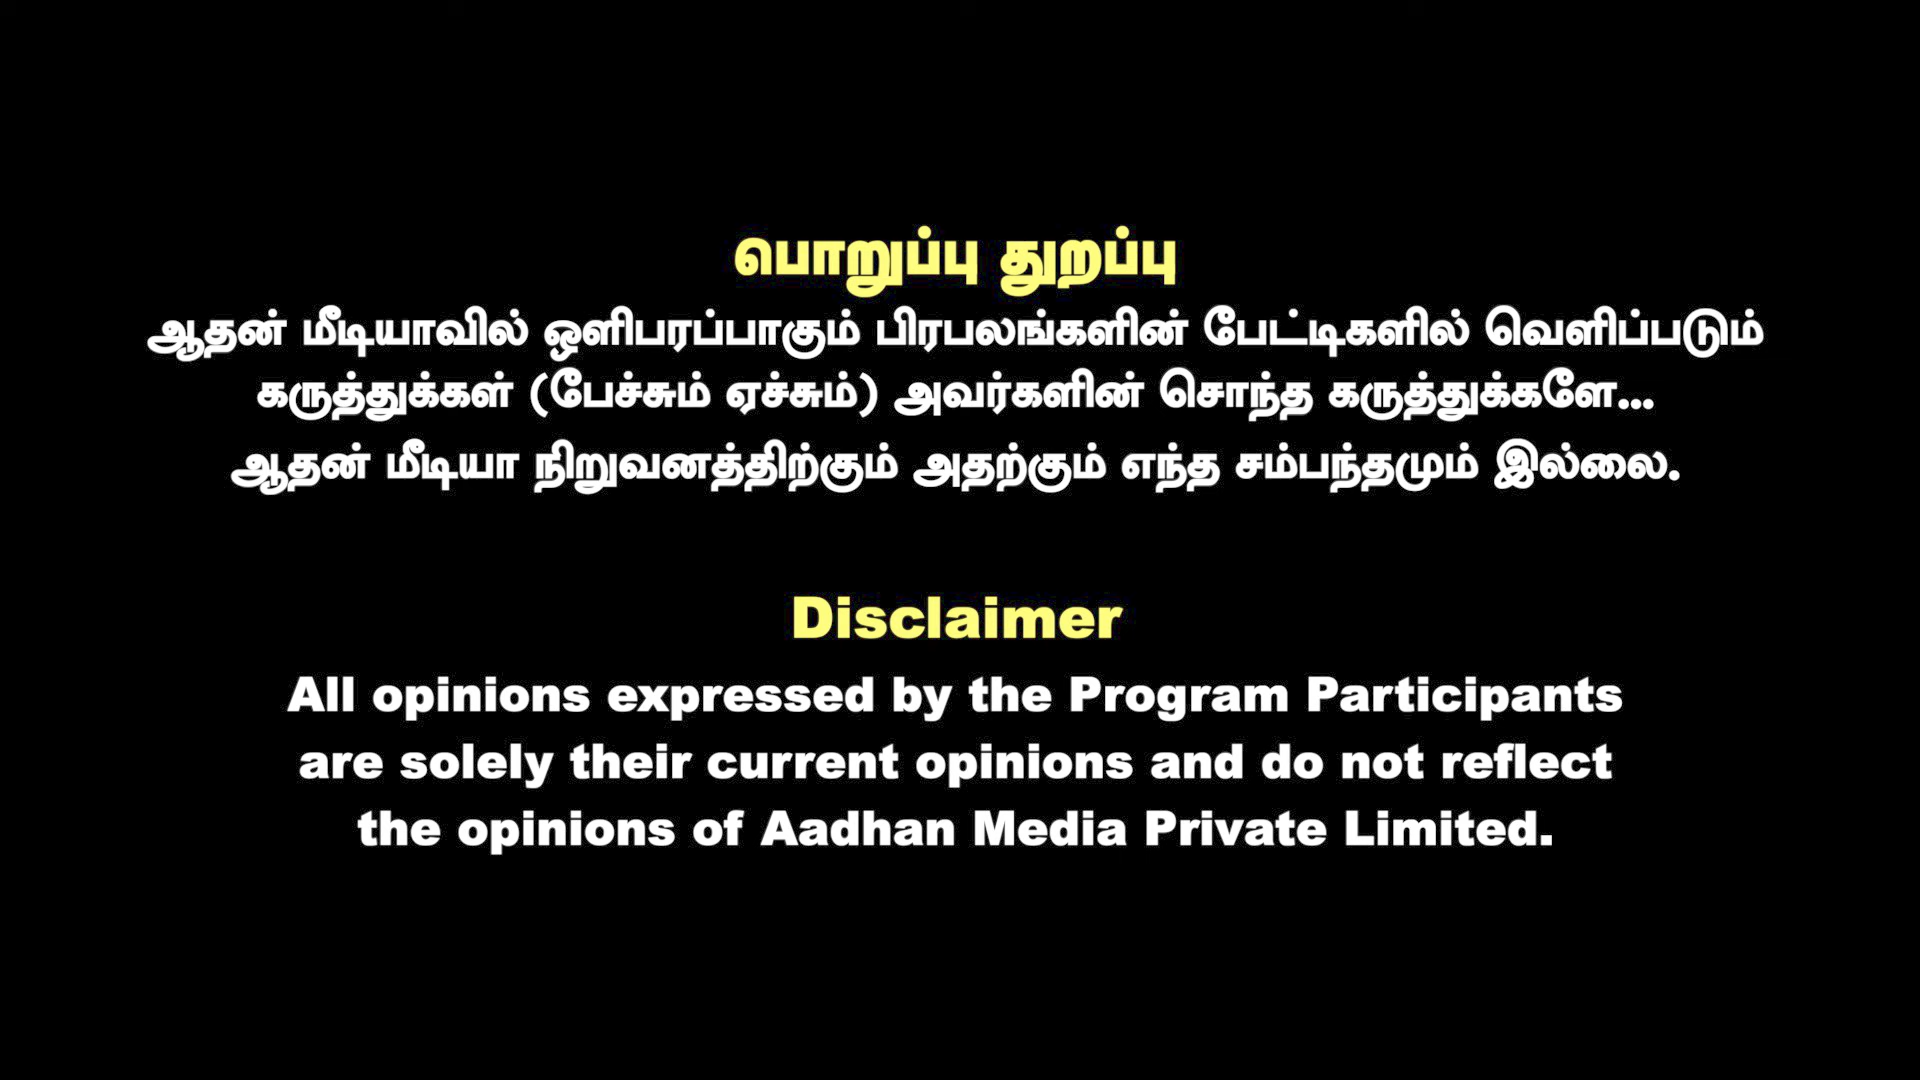 பொறுப்பு துறப்பு
ஆதன் மீடியாவில் ஒளிபரப்பாகும் பிரபலங்களின் பேட்டிகளில் வெளிப்படும்
கருத்துக்கள் (பேச்சும் ஏச்சும்) அவர்களின் சொந்த கருத்துக்களே...
ஆதன் மீடியா நிறுவனத்திற்கும் அதற்கும் எந்த சம்பந்தமும் இல்லை.
Disclaimer
All opinions expressed by the Program Participants
are solely their current opinions and do not reflect
the opinions of Aadhan Media Private Limited.